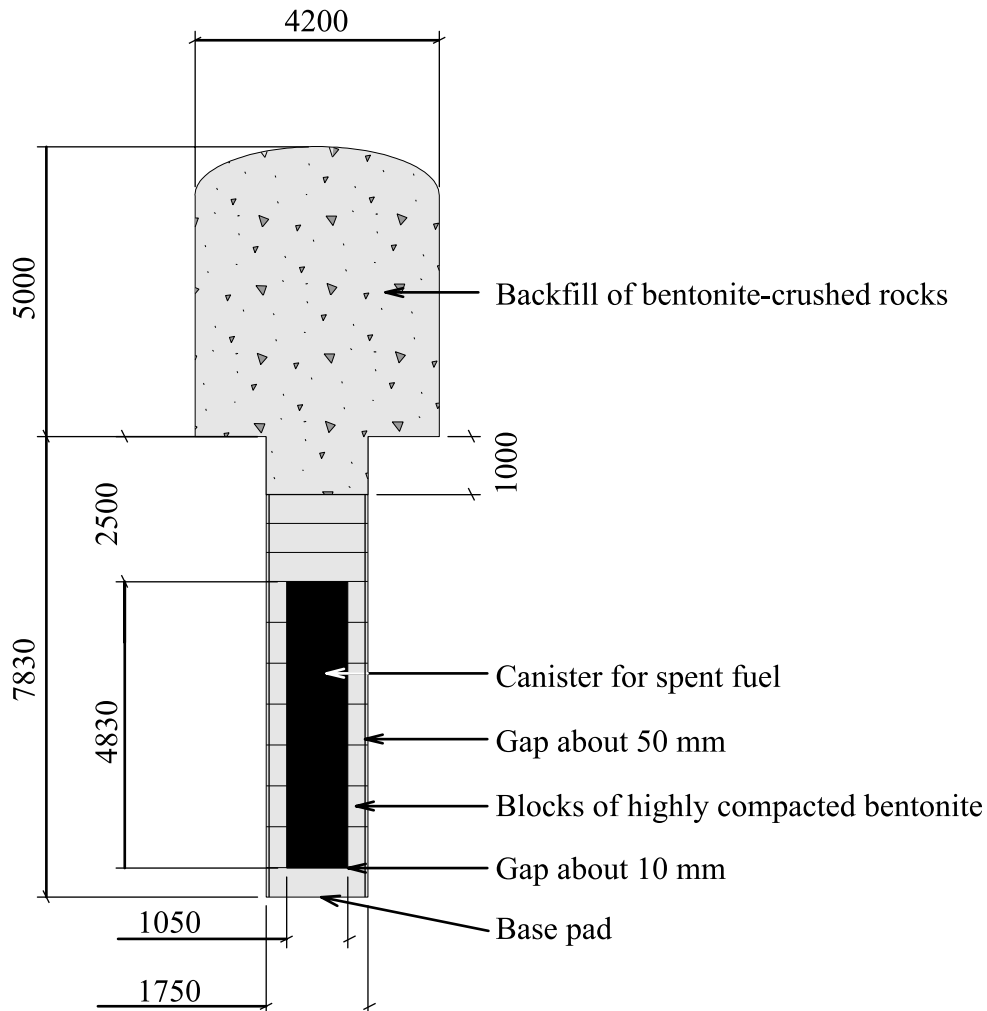 4200
5000
Backfill of bentonite-crushed rocks
1000
2500
7830
4830
Canister for spent fuel
Gap about 50 mm
Blocks of highly compacted bentonite
Gap about 10 mm
1050
Base pad
1750